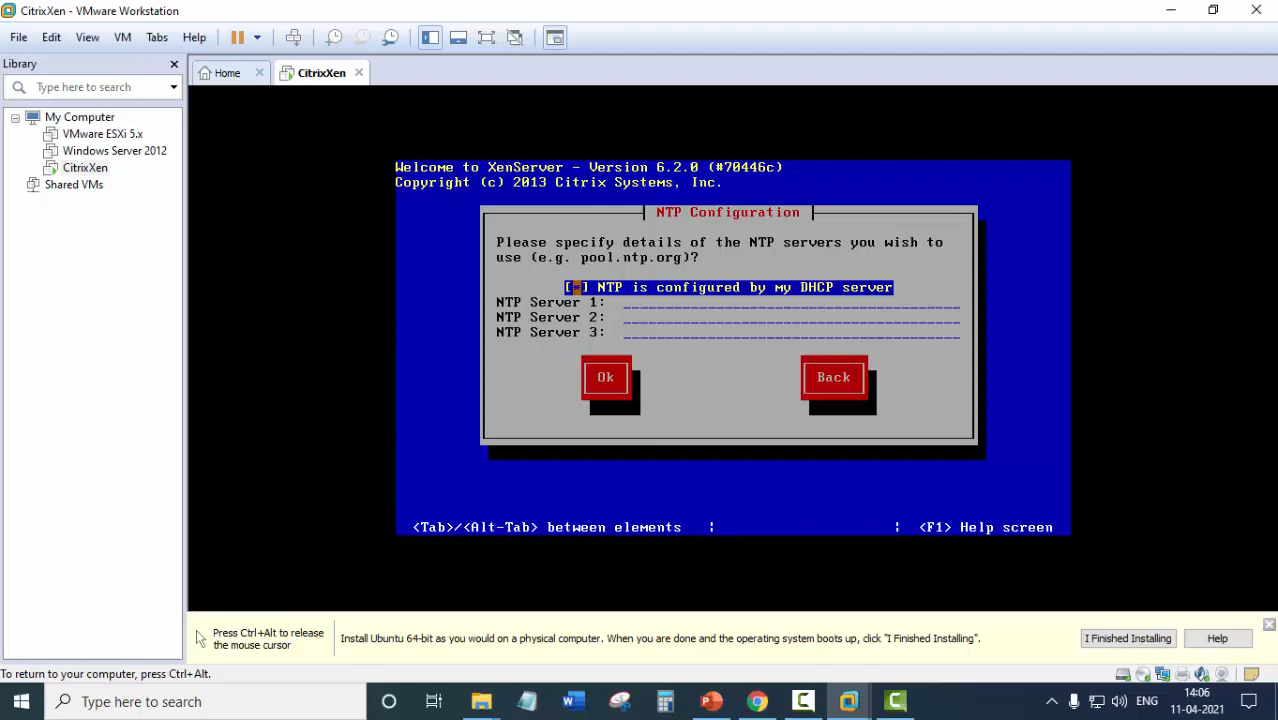 CitrixXen - VMware Workstation
File Edit View VM Tabs Help
Library
Type here to search
My Computer
VMware ESXi 5.x
Windows Server 2012
CitrixXen
Shared VMs
Home
CitrixXen
Welcome to XenServer - Version 6.2.0 (#70446c)
Copyright (c) 2013 Citrix Systems, Inc.
NTP Configuration
Please specify details of the NTP servers you wish to
use (e.g. pool.ntp.org)?
[*] NTP is configured by my DHCP server
NTP Server 1:
NTP Server 2:
NTP Server 3:
Ok Back
<Tab>/<Alt-Tab> between elements | | <F1> Help screen
Press Ctrl+Alt to release
the mouse cursor
Install Ubuntu 64-bit as you would on a physical computer. When you are done and the operating system boots up, click "I Finished Installing".
I Finished Installing Help
To return to your computer, press Ctrl+Alt.
Type here to search
ENG
14:06
11-04-2021